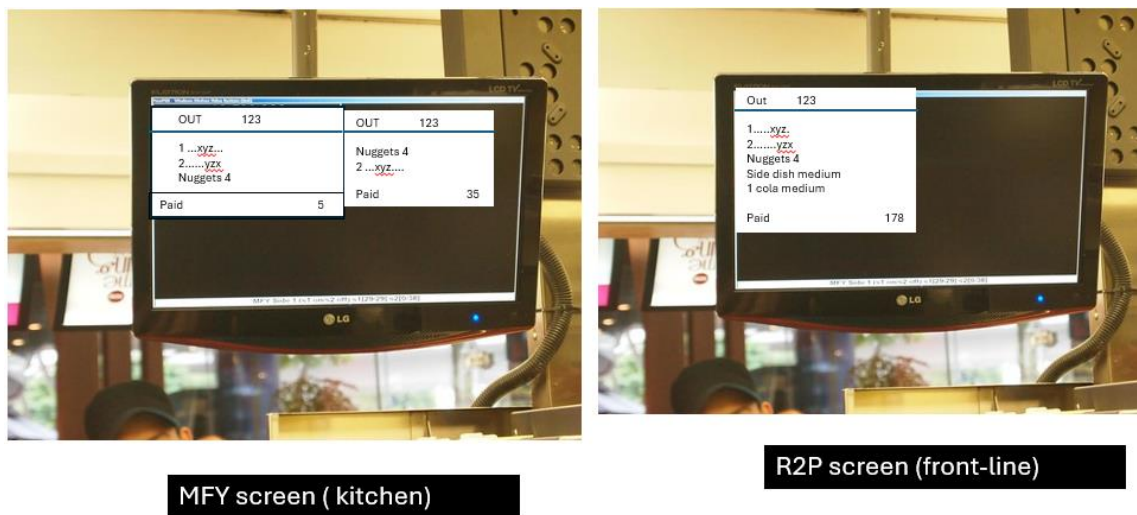 OUT 123
1 ...xyz...
2......yzx
Nuggets 4
Paid 5
OUT 123
Nuggets 4
2 ...xyz....
Paid 35
LG
MFY screen ( kitchen)
LCD TV
Out 123
1.....xyz.
2.......yzx
Nuggets 4
Side dish medium
1 cola medium
Paid 178
LG
R2P screen (front-line)